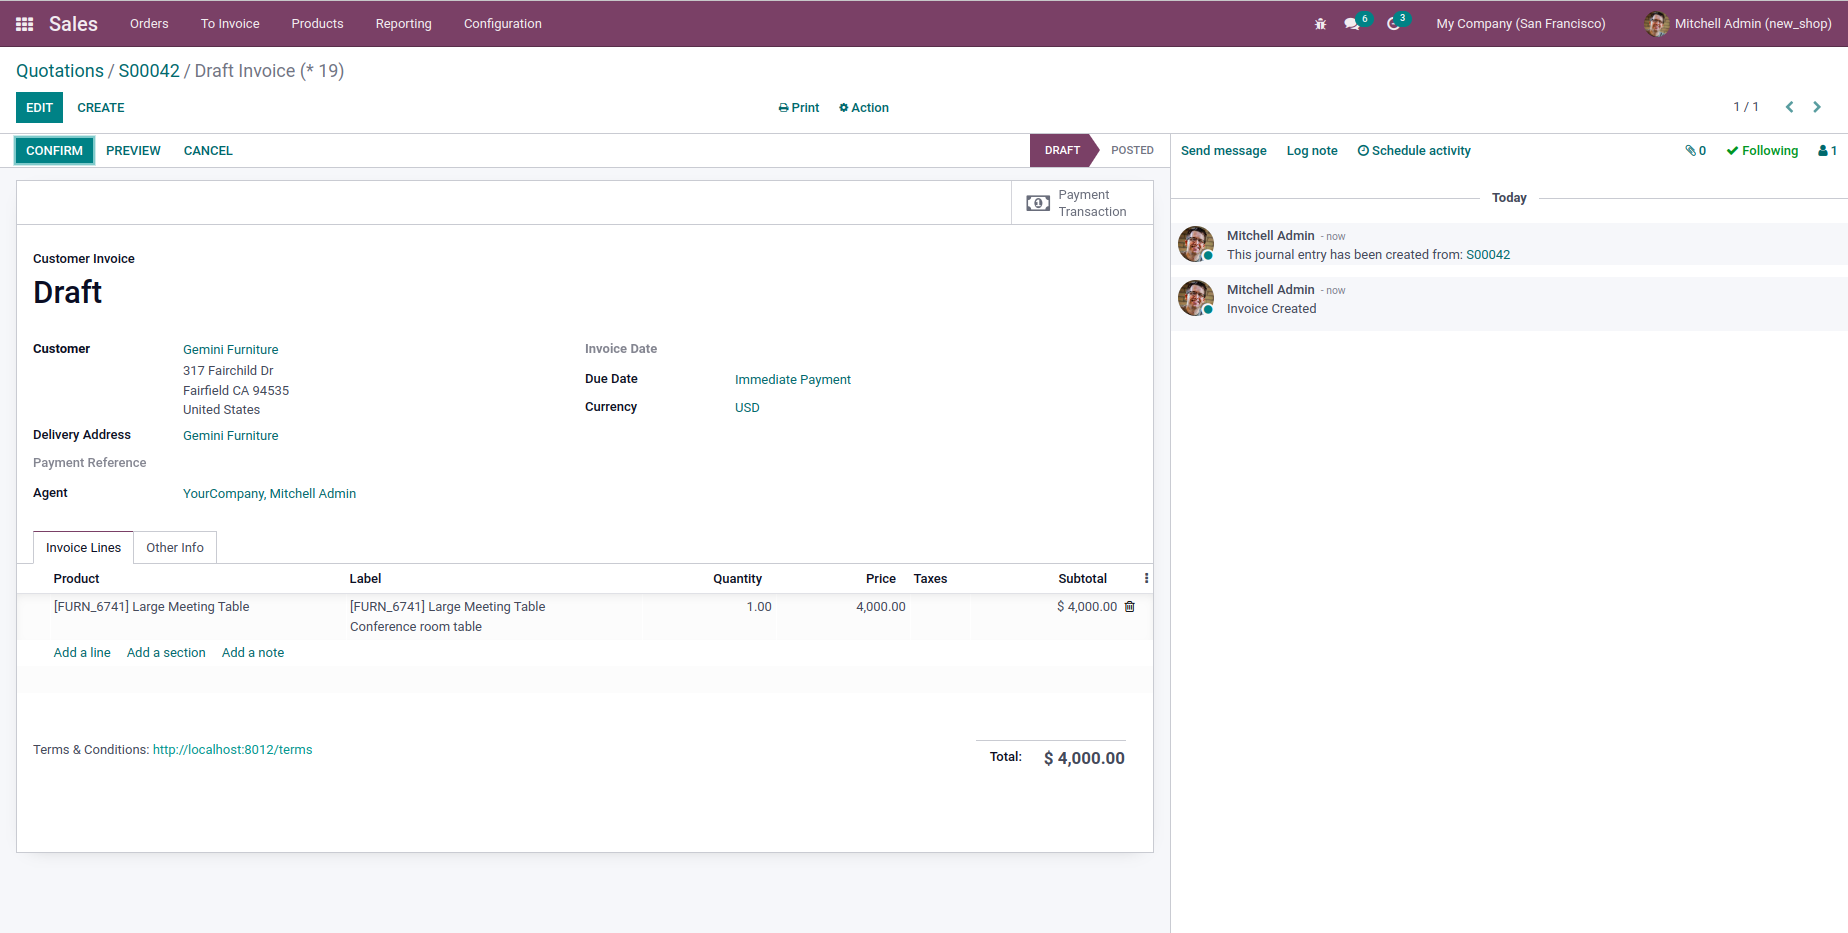 Sales Orders To Invoice Products Reporting Configuration 6 3 My Company (San Francisco) Mitchell Admin (new_shop)
Quotations / S00042 / Draft Invoice (* 19)
EDIT CREATE Print Action 1 / 1
CONFIRM PREVIEW CANCEL DRAFT POSTED
Payment
Transaction
Customer Invoice
Draft
Customer Gemini Furniture
317 Fairchild Dr
Fairfield CA 94535
United States
Delivery Address Gemini Furniture
Payment Reference
Agent YourCompany, Mitchell Admin
Invoice Date
Due Date Immediate Payment
Currency USD
Invoice Lines Other Info
Product Label Quantity Price Taxes Subtotal
[FURN_6741] Large Meeting Table [FURN_6741] Large Meeting Table 1.00 4,000.00 $ 4,000.00
Conference room table
Add a line Add a section Add a note
Terms & Conditions: http://localhost:8012/terms
Total: $ 4,000.00
Send message Log note Schedule activity 0 Following 1
Today
Mitchell Admin - now
This journal entry has been created from: S00042
Mitchell Admin - now
Invoice Created